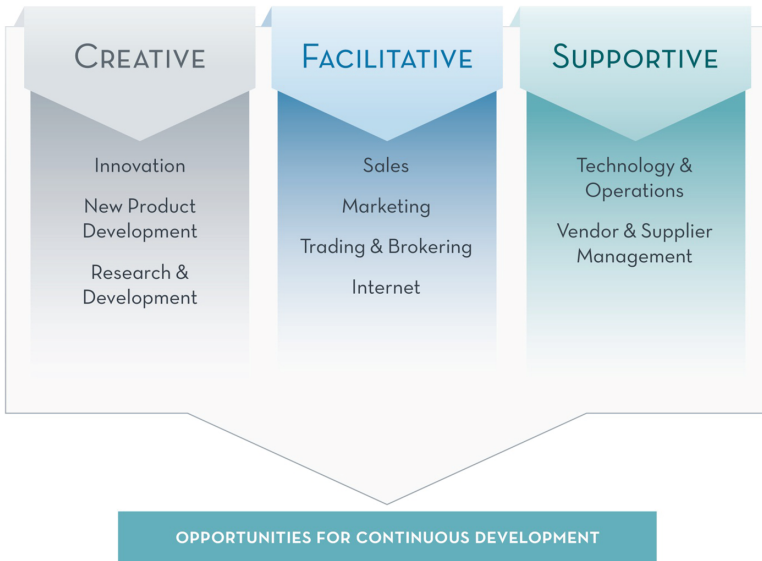 CREATIVE
Innovation
New Product
Development
Research &
Development
FACILITATIVE
Sales
Marketing
Trading & Brokering
Internet
SUPPORTIVE
Technology &
Operations
Vendor & Supplier
Management
OPPORTUNITIES FOR CONTINUOUS DEVELOPMENT